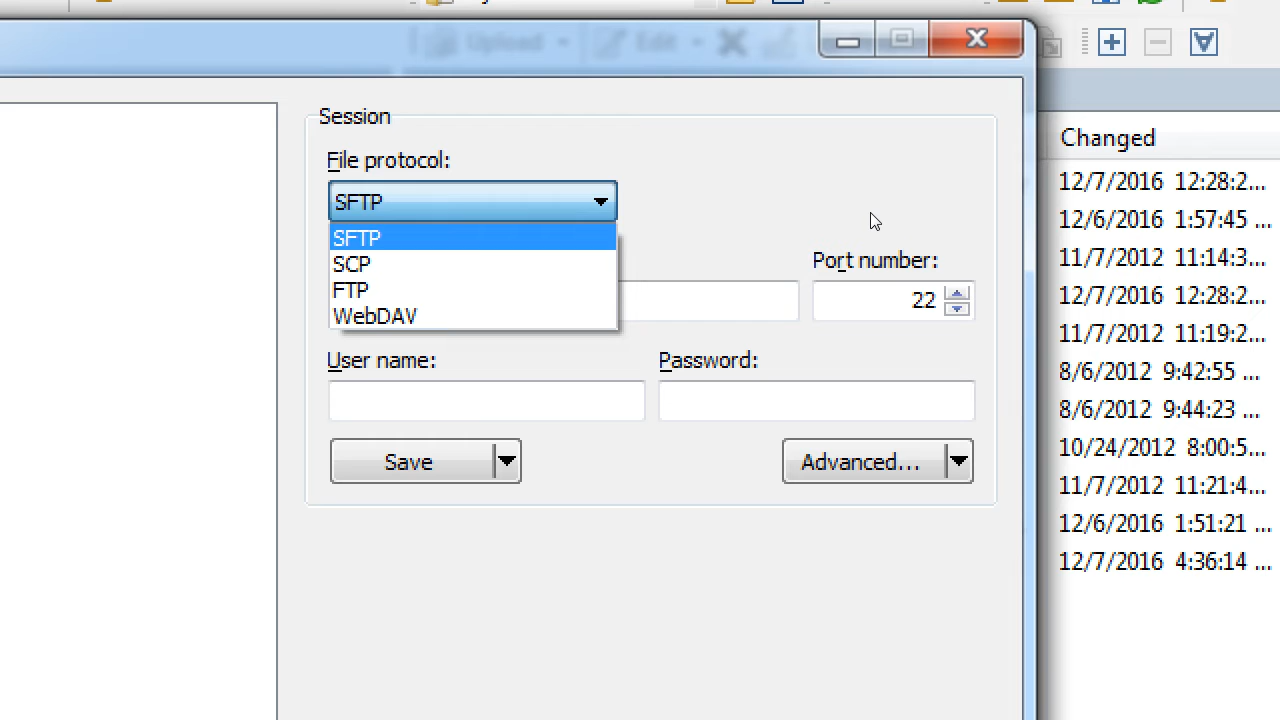 Upload
Edit
Session
File protocol:
SFTP
SFTP
SCP
FTP
WebDAV
Port number:
22
User name:
Password:
Save
Advanced...
Changed
12/7/2016 12:28:2...
12/6/2016 1:57:45 ...
11/7/2012 11:14:3...
12/7/2016 12:28:2...
11/7/2012 11:19:2...
8/6/2012 9:42:55 ...
8/6/2012 9:44:23 ...
10/24/2012 8:00:5...
11/7/2012 11:21:4...
12/6/2016 1:51:21 ...
12/7/2016 4:36:14 ...